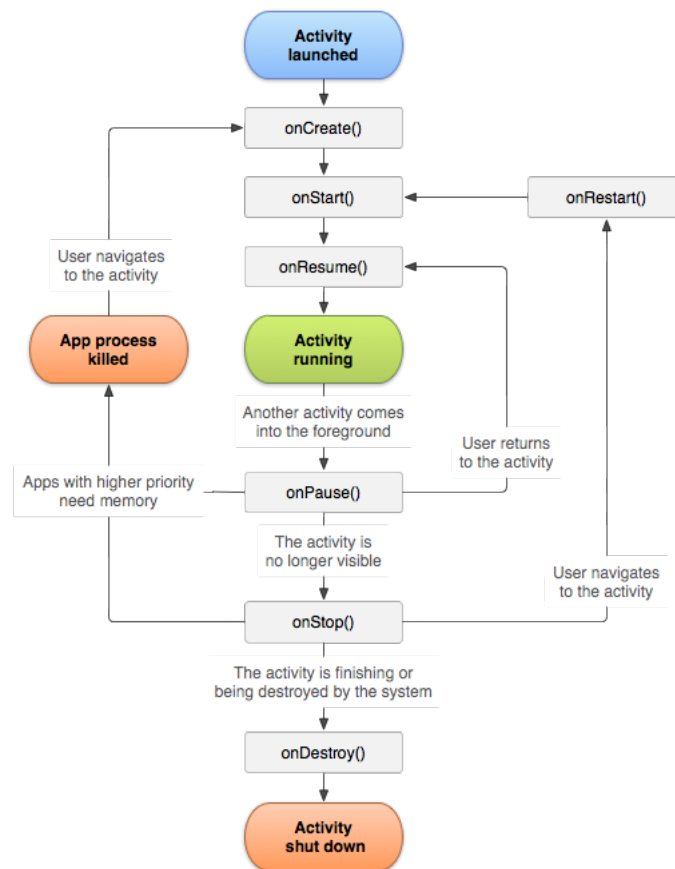 Activity
launched
onCreate()
onStart()
onRestart()
User navigates
to the activity
onResume()
App process
killed
Activity
running
Another activity comes
into the foreground
User returns
to the activity
Apps with higher priority
need memory
onPause()
The activity is
no longer visible
User navigates
to the activity
onStop()
The activity is finishing or
being destroyed by the system
onDestroy()
Activity
shut down